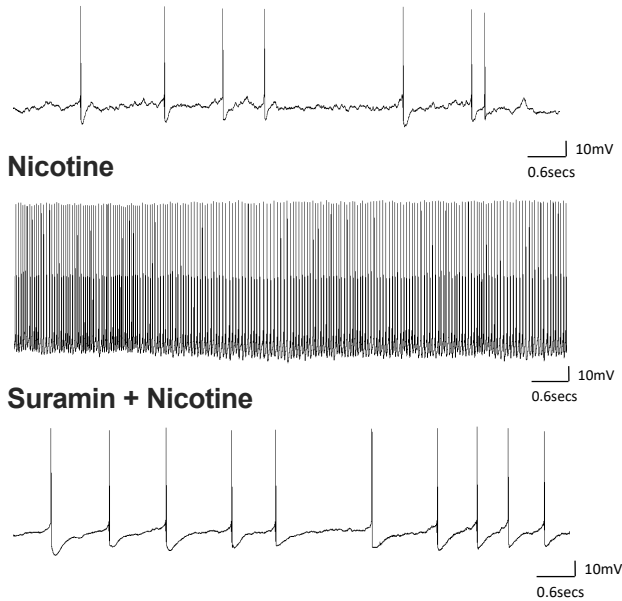 10mV
0.6secs
Nicotine
10mV
0.6secs
Suramin + Nicotine
10mV
0.6secs